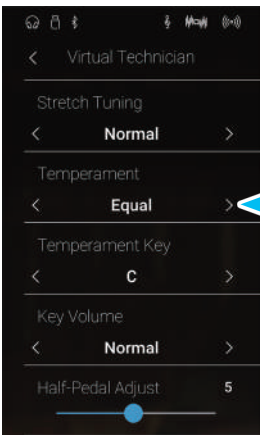 Virtual Technician
Stretch Tuning
Normal
Temperament
Equal
Temperament Key
C
Key Volume
Normal
Half-Pedal Adjust 5